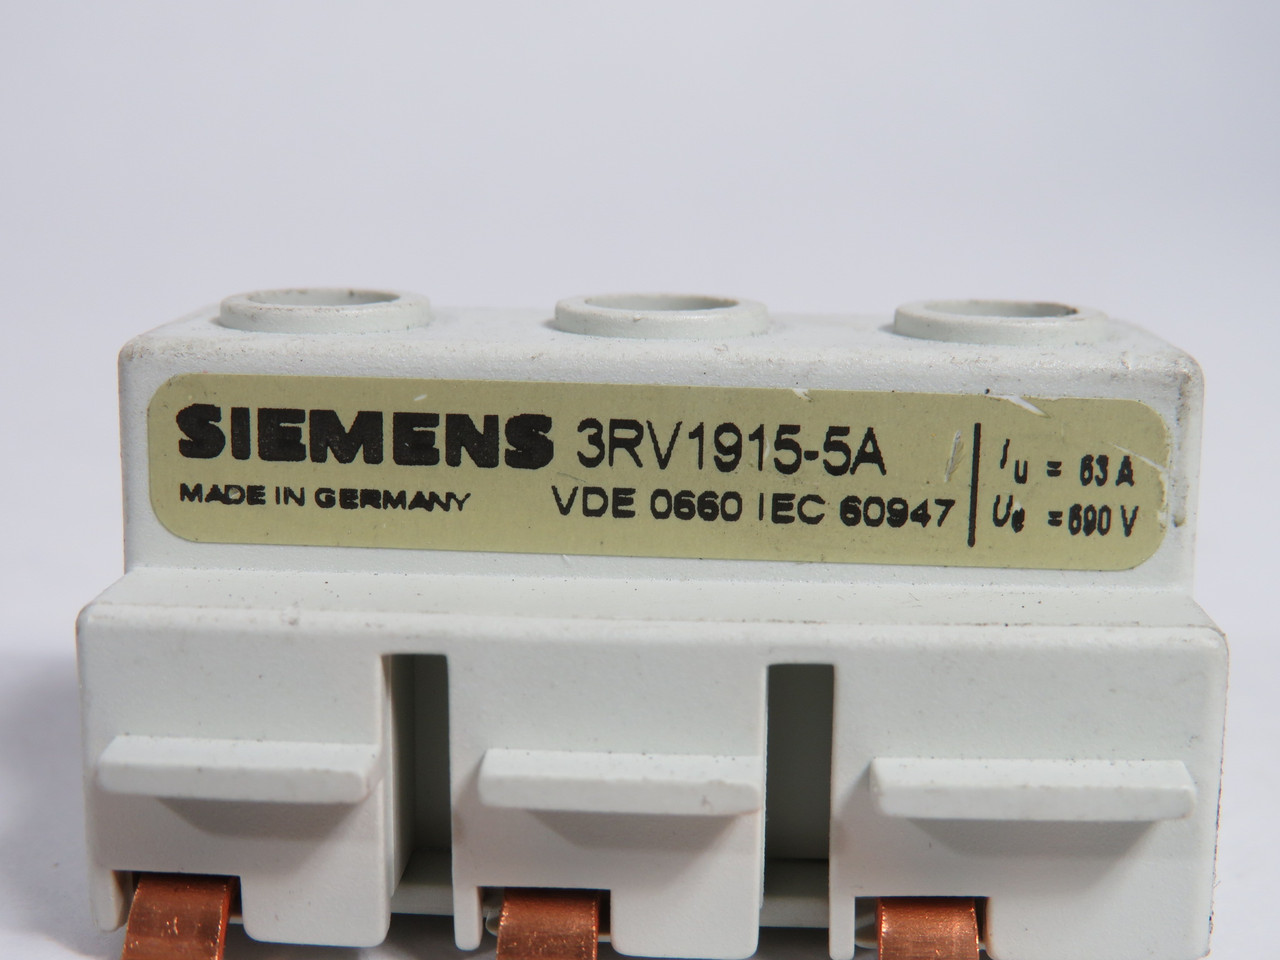 SIEMENS 3RV1915-5A
MADE IN GERMANY VDE 0660 IEC 60947
Iu = 63 A
Ue = 690 V